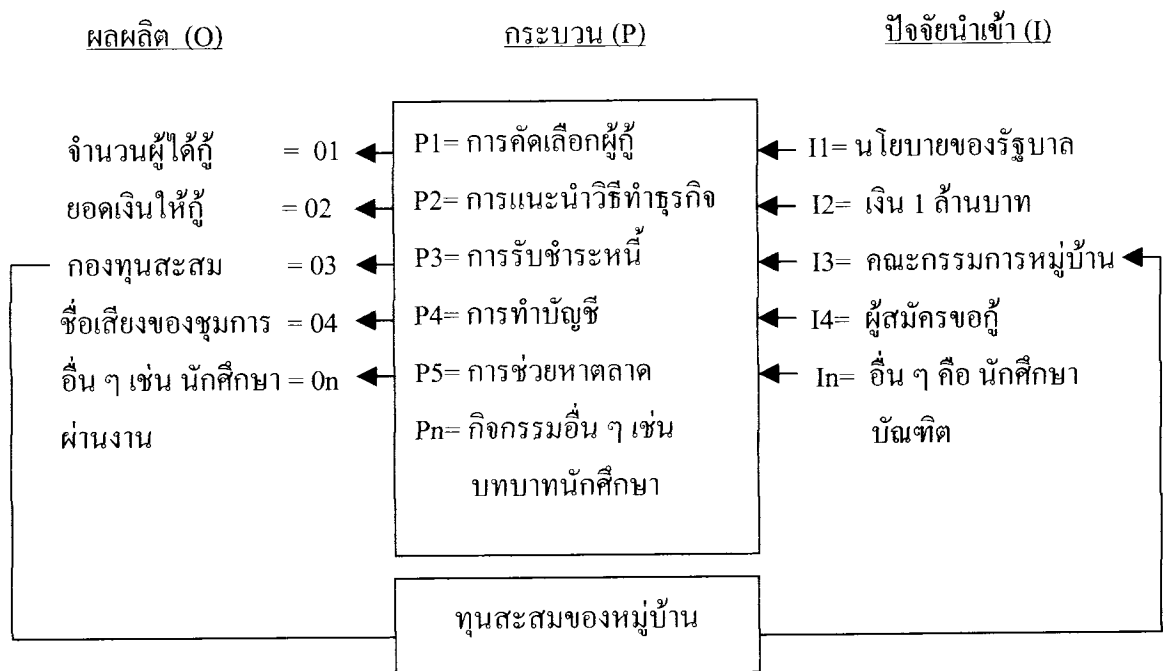 ผลผลิต (O)
กระบวน (P)
ปัจจัยนำเข้า (I)
จำนวนผู้ได้กู้ = 01
ยอดเงินให้กู้ =02
กองทุนสะสม =03
ชื่อเสียงของชุมการ = 04
อื่น ๆ เช่น นักศึกษา = 0n
ผ่านงาน
P1= การคัดเลือกผู้กู้
P2= การแนะนำวิธีทำธุรกิจ
P3= การรับชำระหนี้
P4= การทำบัญชี
P5= การช่วยหาตลาด
Pn= กิจกรรมอื่น ๆ เช่น
บทบาทนักศึกษา
I1= นโยบายของรัฐบาล
I2= เงิน 1 ล้านบาท
I3= คณะกรรมการหมู่บ้าน
I4= ผู้สมัครขอกู้
In= อื่น ๆ คือ นักศึกษา
บัณฑิต
ทุนสะสมของหมู่บ้าน